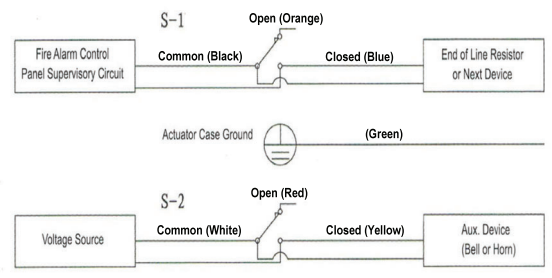 S-1
Open (Orange)
Fire Alarm Control
Panel Supervisory Circuit
Common (Black)
Closed (Blue)
End of Line Resistor
or Next Device
Actuator Case Ground
(Green)
S-2
Open (Red)
Voltage Source
Common (White)
Closed (Yellow)
Aux. Device
(Bell or Horn)